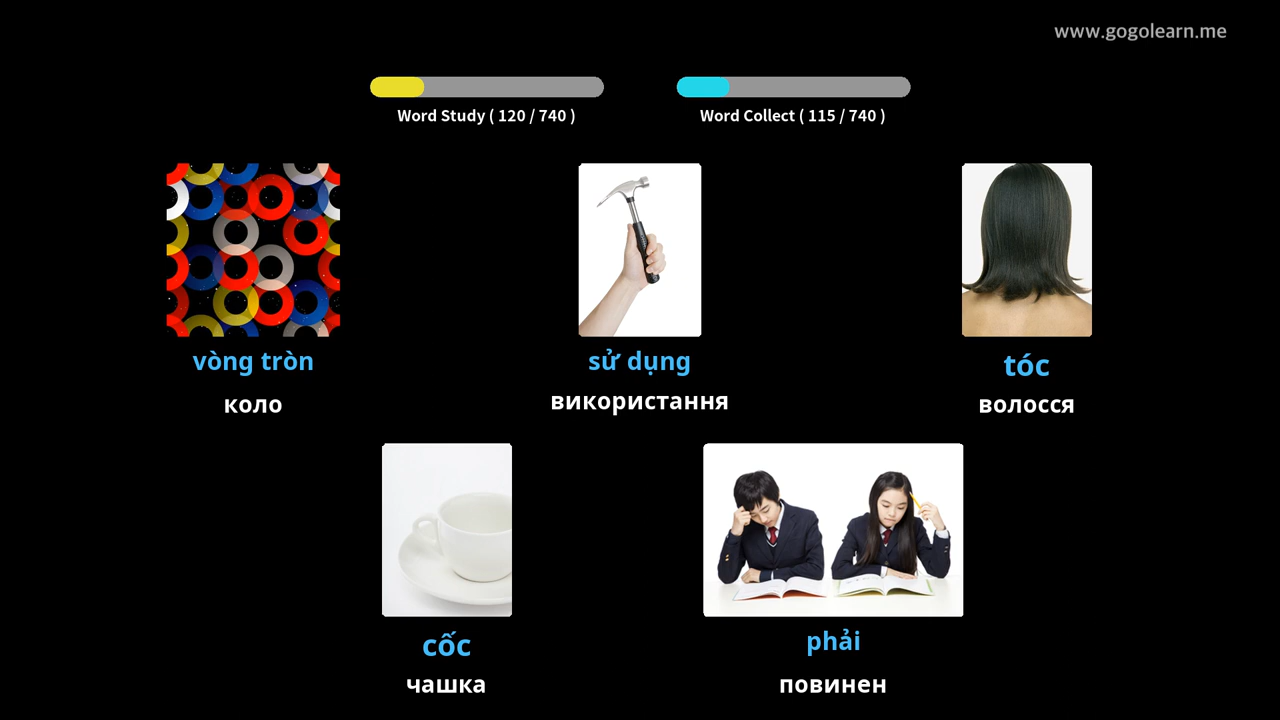 www.gogolearn.me
Word Study ( 120 / 740 )
Word Collect ( 115 / 740 )
vòng tròn
коло
sử dụng
використання
tóc
волосся
cốc
чашка
phải
повинен